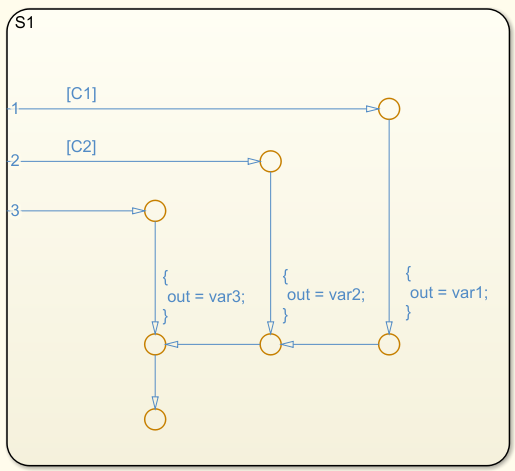 S1
[C1]
1
[C2]
2
3
{
out = var3;
}
{
out = var2;
}
{
out = var1;
}